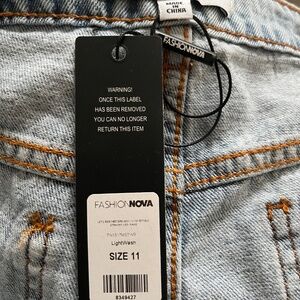 MADE
IN
CHINA
FASHIONNOVA
WARNING!
ONCE THIS LABEL
HAS BEEN REMOVED
YOU CAN NO LONGER
RETURN THIS ITEM
FASHIONNOVA
LightWash
SIZE 11
8349427